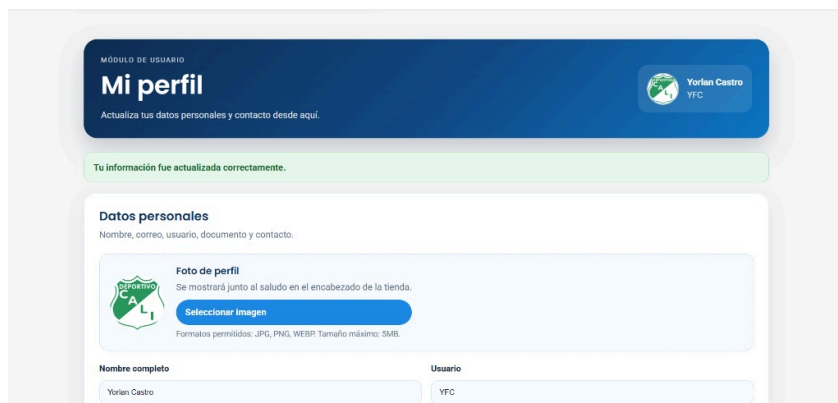 MÓDULO DE USUARIO
Mi perfil
Actualiza tus datos personales y contacto desde aquí.
CALI
Yorlan Castro
YFC
Tu información fue actualizada correctamente.
Datos personales
Nombre, correo, usuario, documento y contacto.
DEPORTIVO
CALI
Foto de perfil
Se mostrará junto al saludo en el encabezado de la tienda.
Seleccionar imagen
Formatos permitidos: JPG, PNG, WEBP. Tamaño máximo: 5MB.
Nombre completo
Usuario
Yorlan Castro
YFC